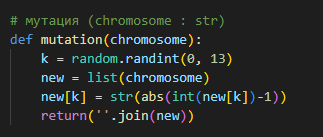 # мутация (chromosome : str)
def mutation(chromosome):
    k = random.randint(0, 13)
    new = list(chromosome)
    new[k] = str(abs(int(new[k])-1))
    return(''.join(new))